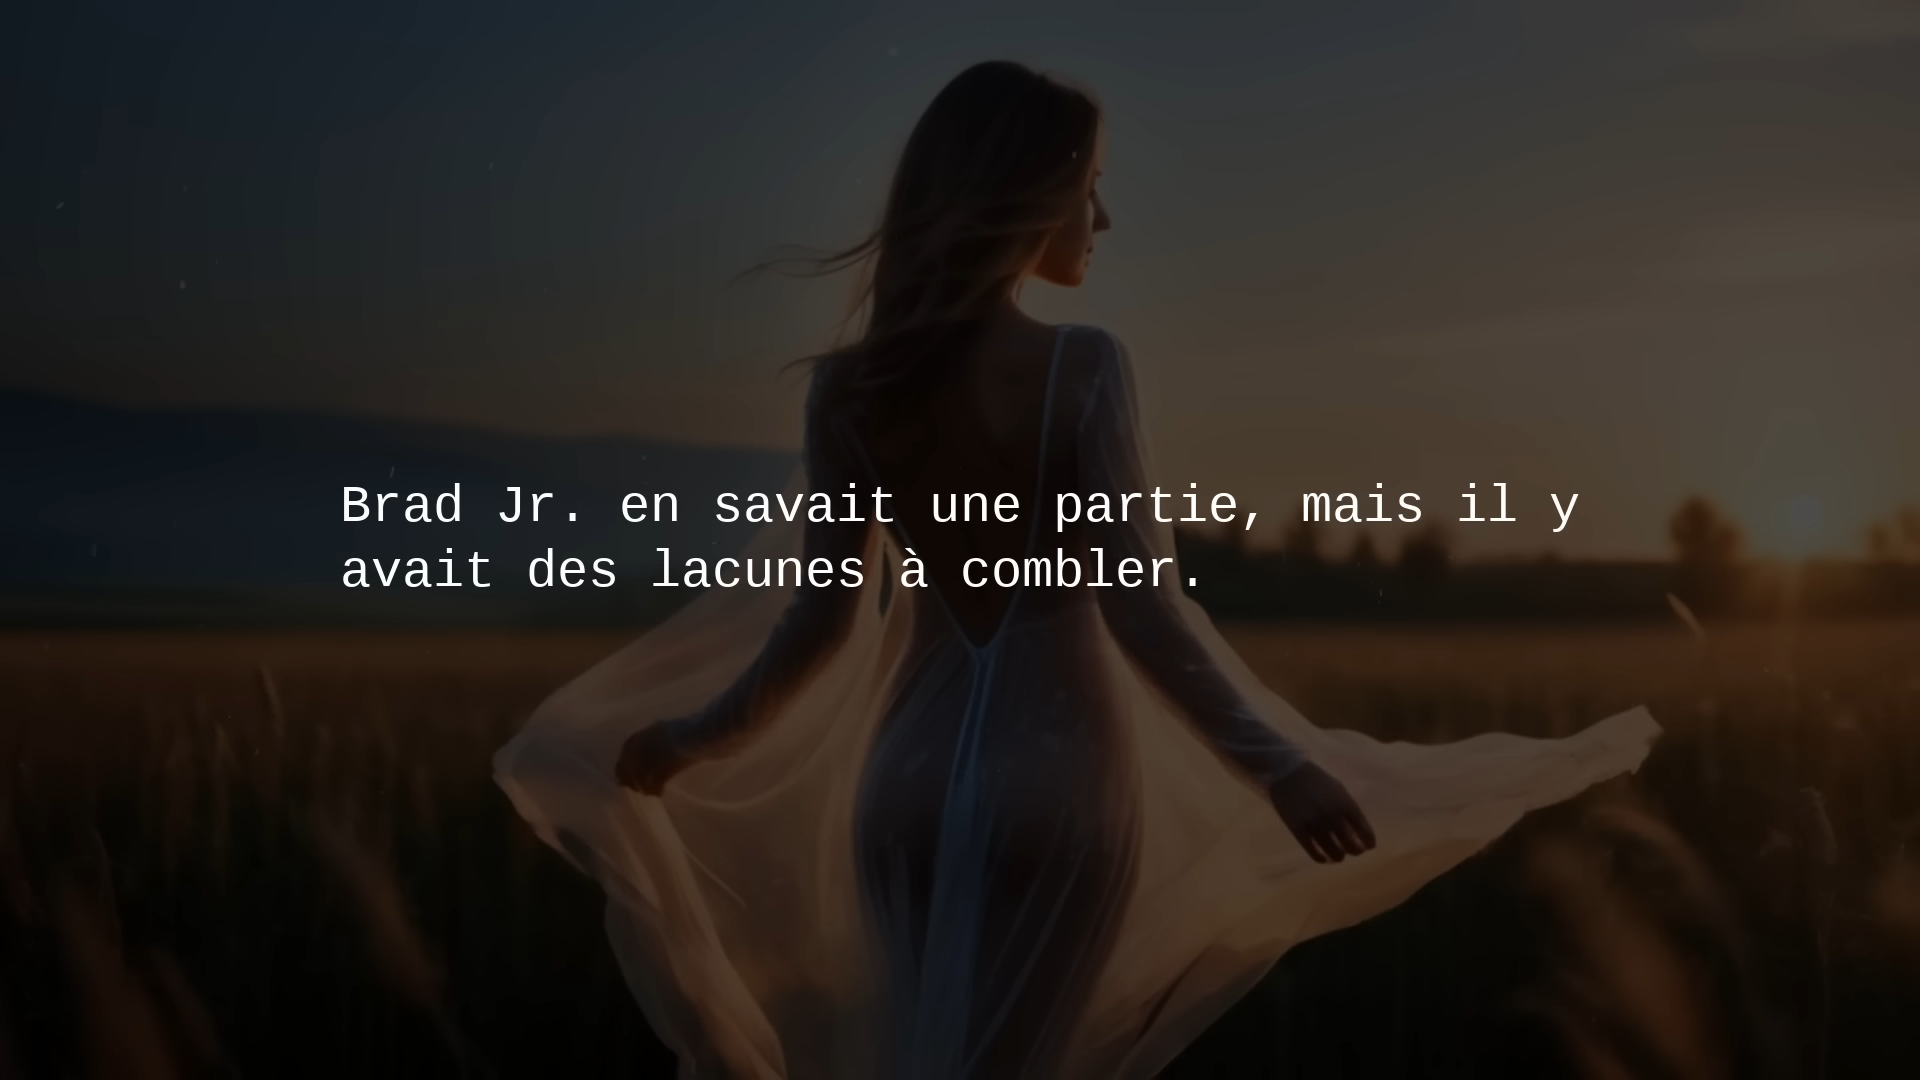 Brad Jr. en savait une partie, mais il y
avait des lacunes à combler.